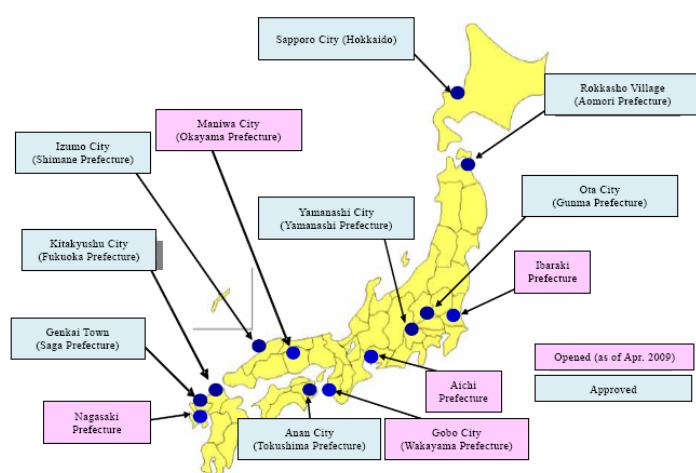 Sapporo City (Hokkaido)
Rokkasho Village
(Aomori Prefecture)
Maniwa City
(Okayama Prefecture)
Izumo City
(Shimane Prefecture)
Ota City
(Gunma Prefecture)
Yamanashi City
(Yamanashi Prefecture)
Kitakyushu City
(Fukuoka Prefecture)
Ibaraki
Prefecture
Genkai Town
(Saga Prefecture)
Opened (as of Apr. 2009)
Approved
Aichi
Prefecture
Nagasaki
Prefecture
Anan City
(Tokushima Prefecture)
Gobo City
(Wakayama Prefecture)